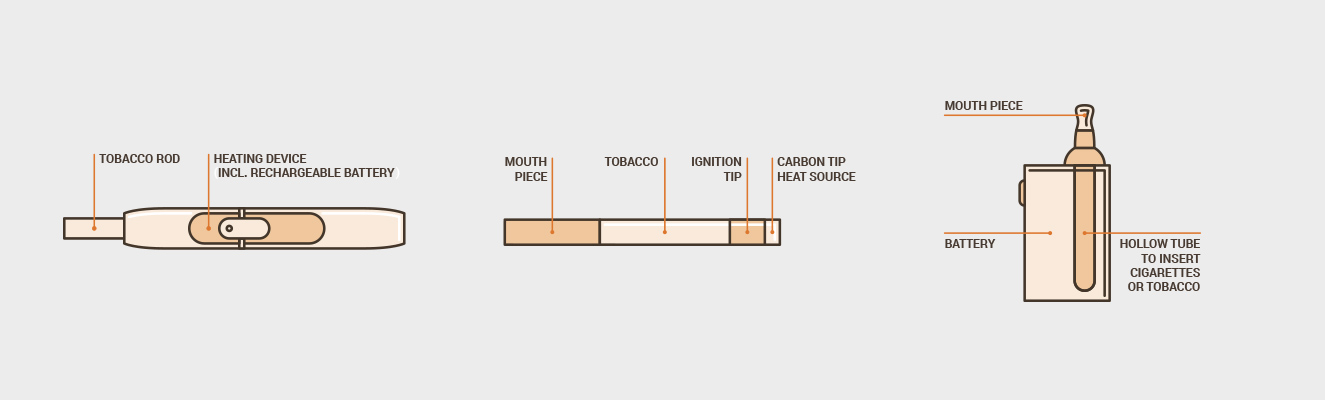 TOBACCO ROD
HEATING DEVICE
INCL. RECHARGEABLE BATTERY
MOUTH
PIECE
TOBACCO
IGNITION
TIP
CARBON TIP
HEAT SOURCE
MOUTH PIECE
BATTERY
HOLLOW TUBE
TO INSERT
CIGARETTES
OR TOBACCO